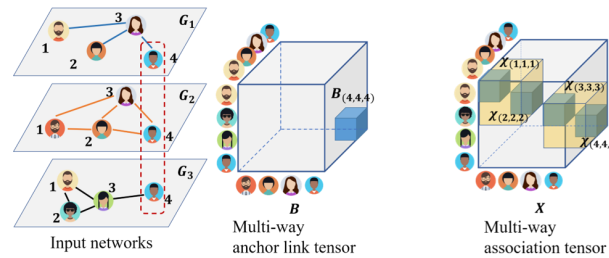 G₁
3
1
2
4
G₂
3
1
2
4
G₃
1
3
2
4
Input networks
B₍₄,₄,₄₎
B
Multi-way
anchor link tensor
X₍₁,₁,₁₎
X₍₃,₃,₃₎
X₍₂,₂,₂₎
X₍₄,₄,
X
Multi-way
association tensor